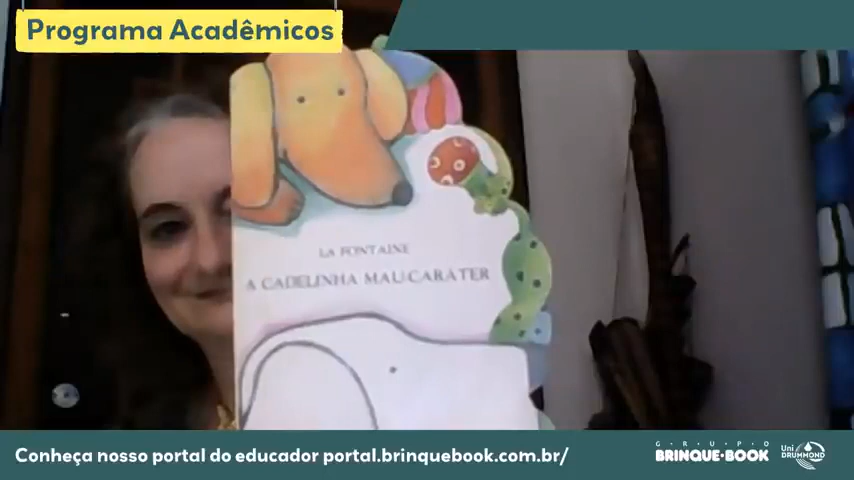 Programa Acadêmicos
LA FONTAINE
A CADELINHA MAU-CARÁTER
Conheça nosso portal do educador portal.brinquebook.com.br/
G·R·U·P·O
BRINQUE·BOOK
Uni
DRUMMOND